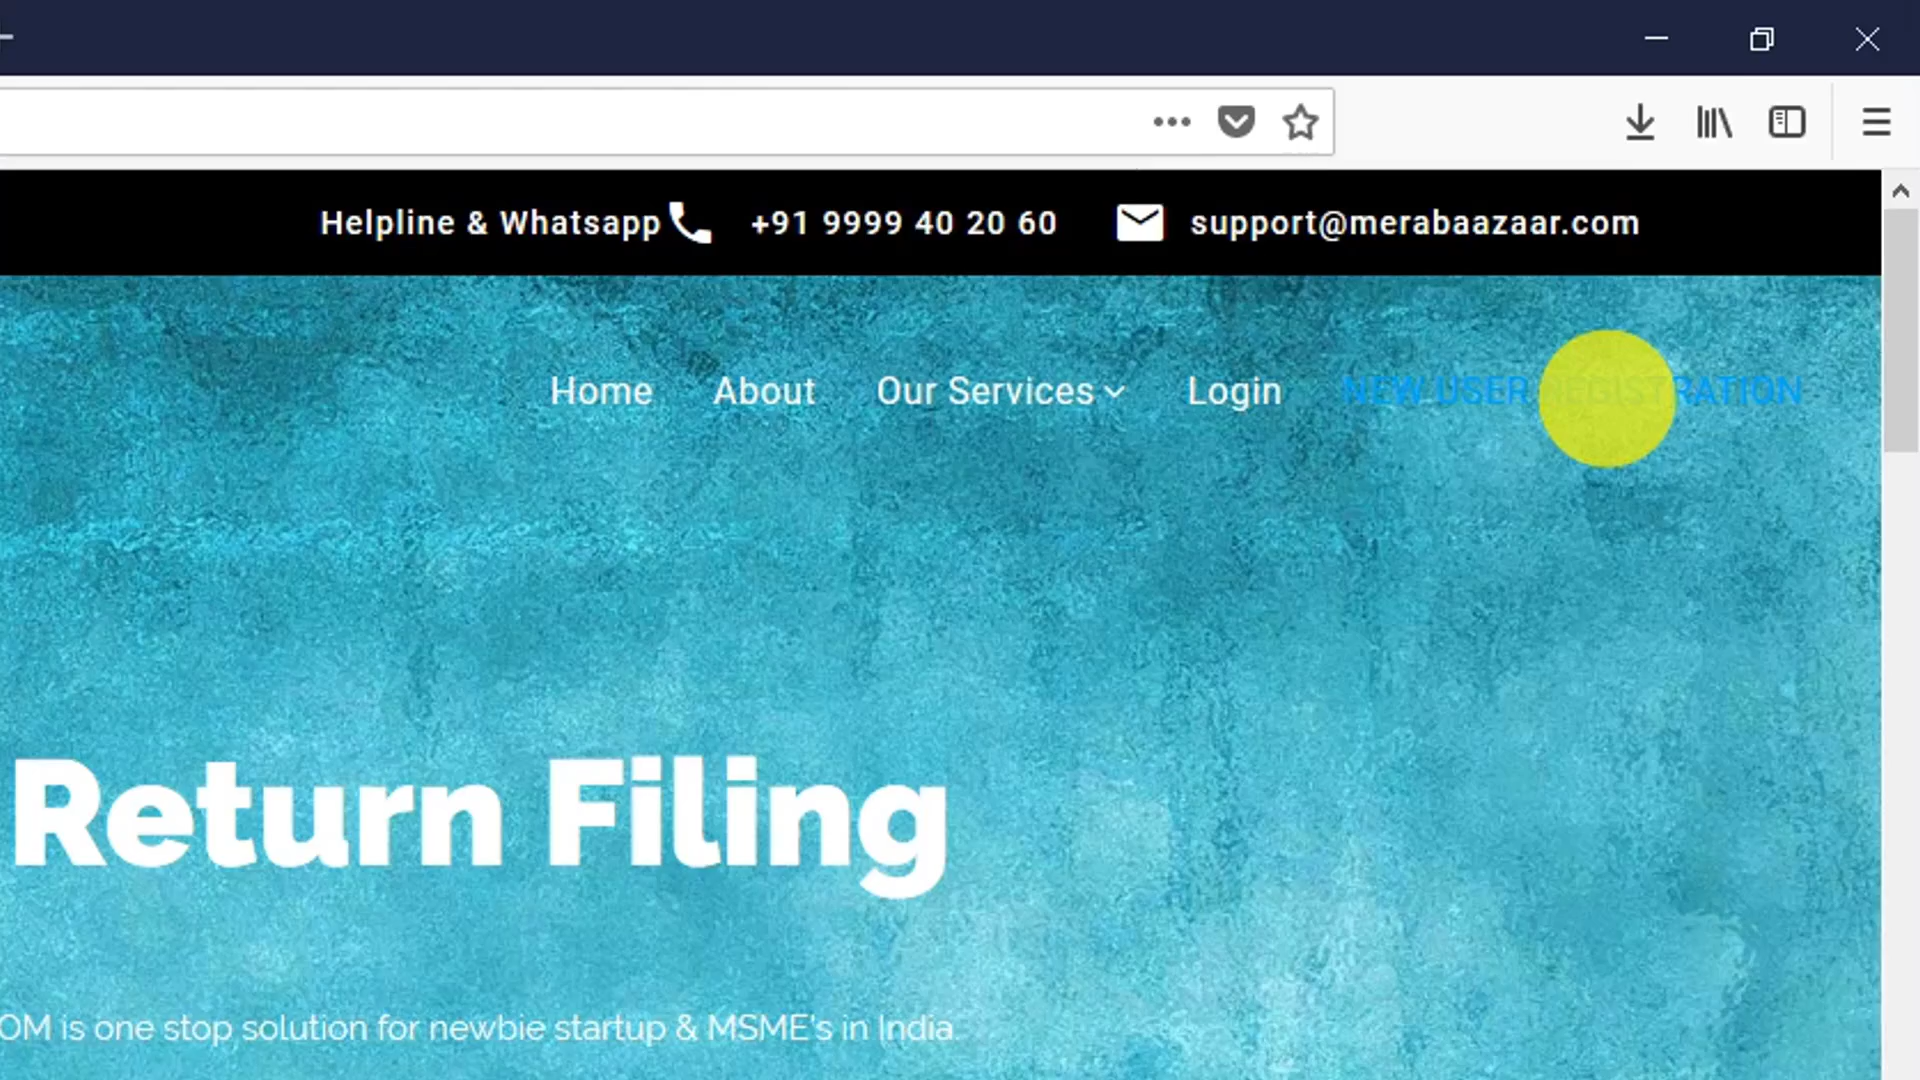 Helpline & Whatsapp +91 9999 40 20 60 support@merabaazaar.com
Home About Our Services Login NEW USER REGISTRATION
Return Filing
OM is one stop solution for newbie startup & MSME's in India.